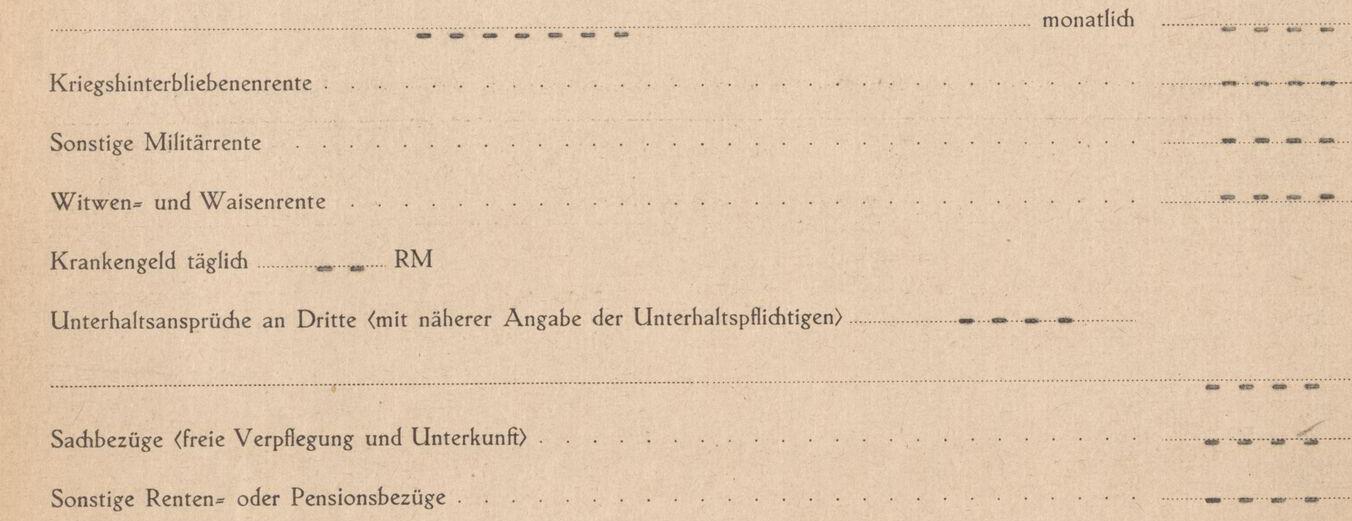 - - - - - - - monatlich - - - -
Kriegshinterbliebenenrente - - - -
Sonstige Militärrente - - - -
Witwen= und Waisenrente - - - -
Krankengeld täglich - - RM
Unterhaltsansprüche an Dritte (mit näherer Angabe der Unterhaltspflichtigen) - - - -
- - - -
Sachbezüge (freie Verpflegung und Unterkunft) - - - -
Sonstige Renten= oder Pensionsbezüge - - - -